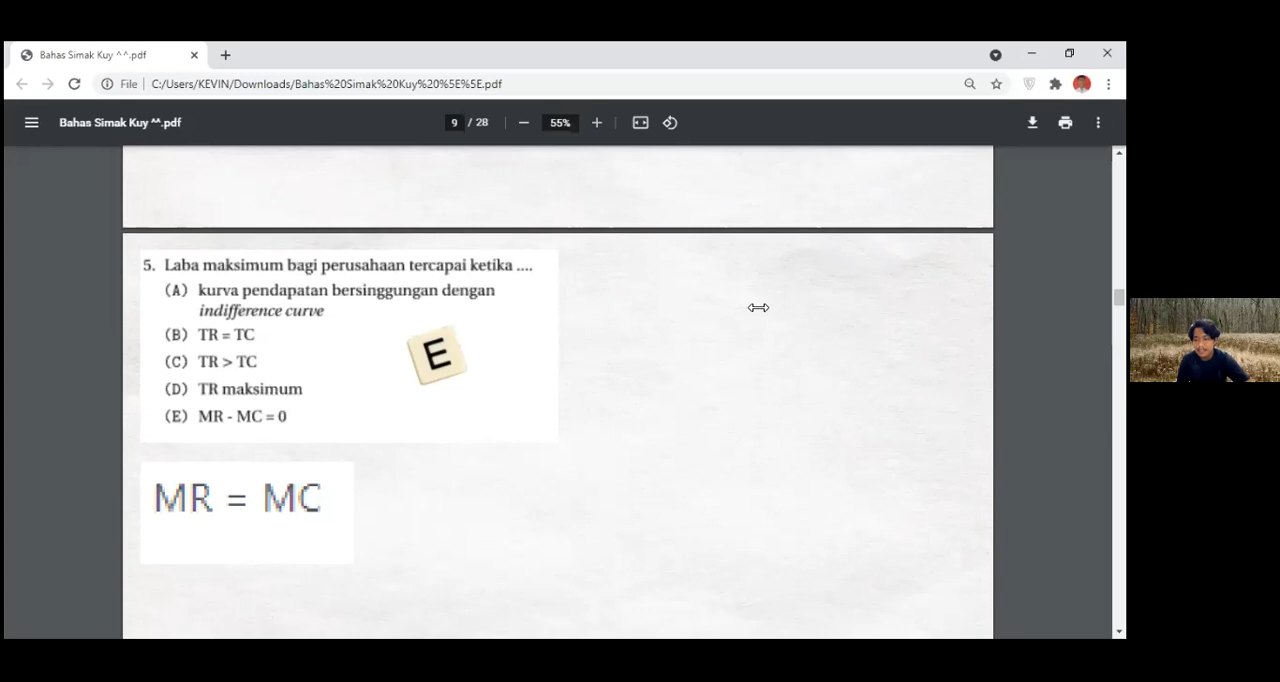 Bahas Simak Kuy ^^.pdf
File
C:/Users/KEVIN/Downloads/Bahas%20Simak%20Kuy%20%5E%5E.pdf
Bahas Simak Kuy ^^.pdf
9 / 28
55%
5. Laba maksimum bagi perusahaan tercapai ketika ....
(A) kurva pendapatan bersinggungan dengan
indifference curve
(B) TR = TC
(C) TR > TC
(D) TR maksimum
(E) MR - MC = 0
E
MR = MC